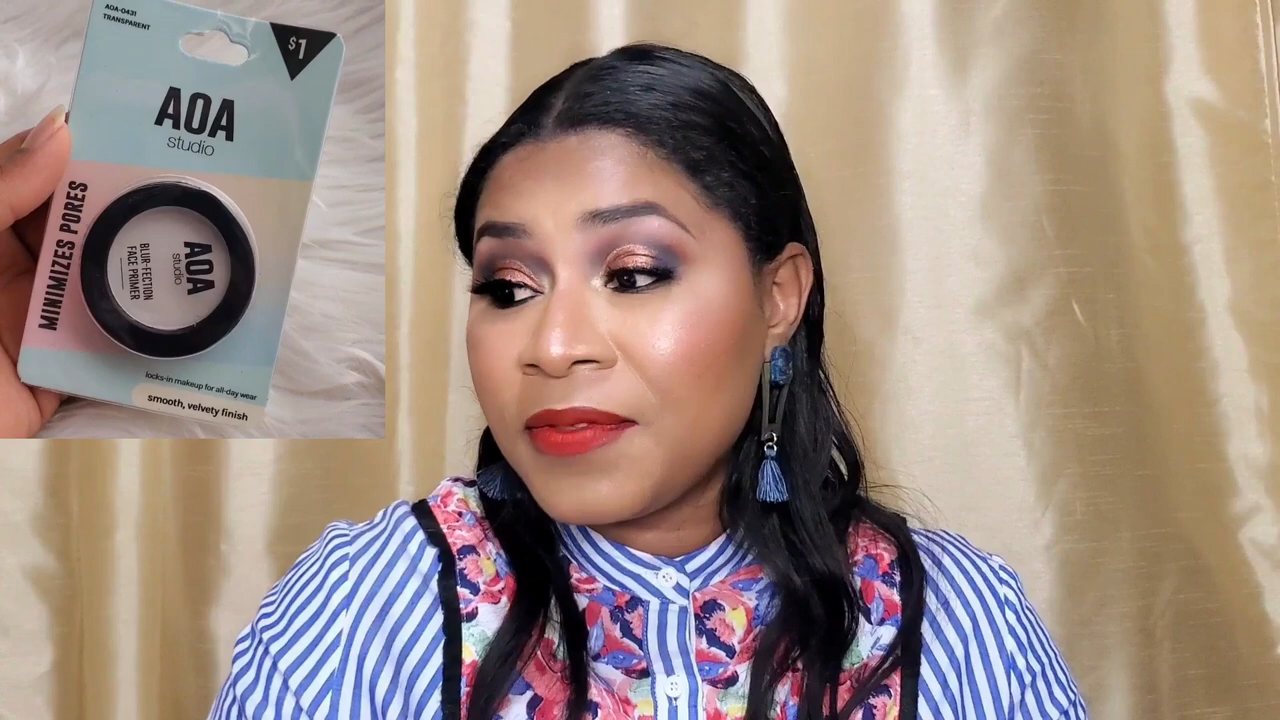 AOA-0431
TRANSPARENT
$1
AOA
studio
MINIMIZES PORES
AOA
studio
BLUR-FECTION
FACE PRIMER
locks-in makeup for all-day wear
smooth, velvety finish